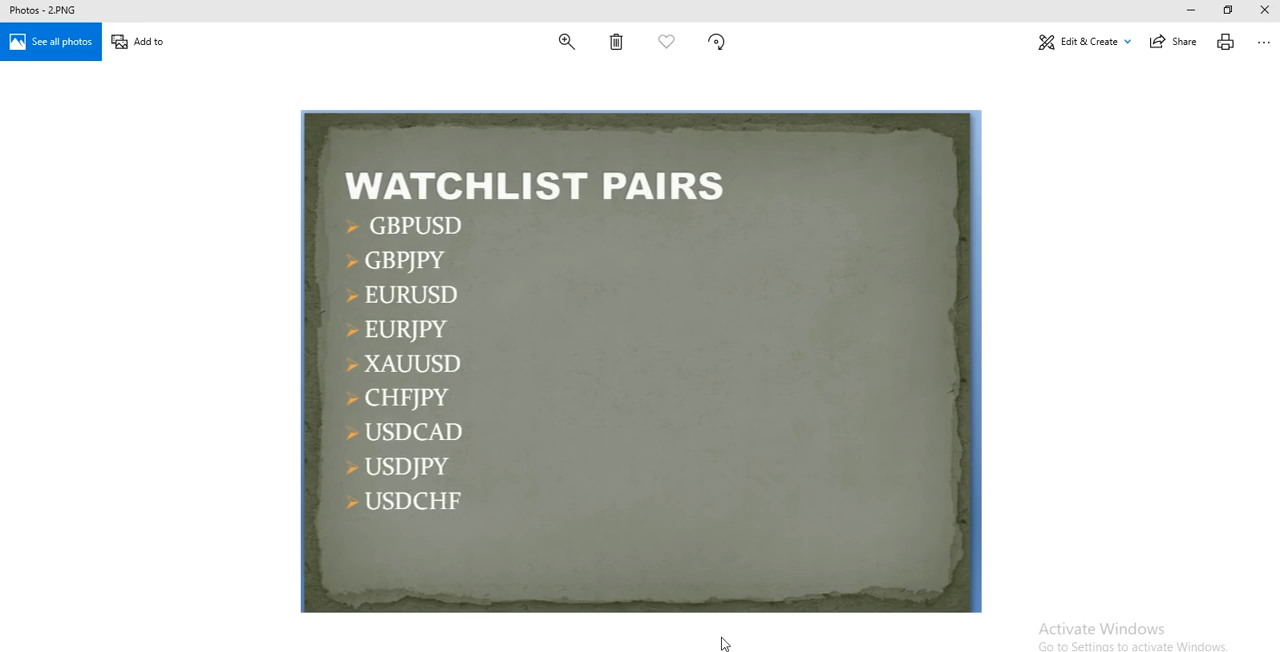 Photos - 2.PNG
See all photos
Add to
Edit & Create
Share
WATCHLIST PAIRS
GBPUSD
GBPJPY
EURUSD
EURJPY
XAUUSD
CHFJPY
USDCAD
USDJPY
USDCHF
Activate Windows
Go to Settings to activate Windows.